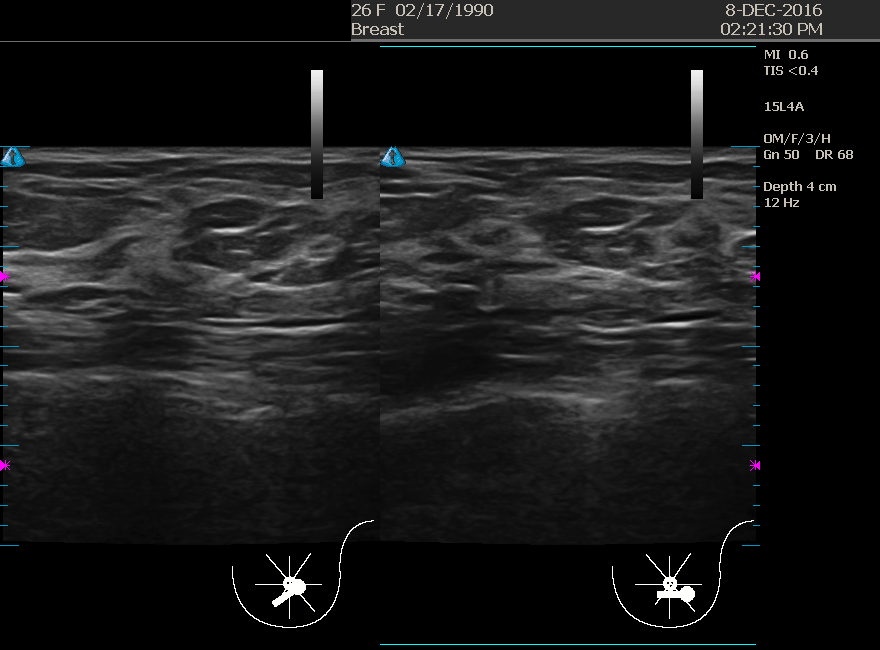 26 F 02/17/1990
8-DEC-2016
Breast
02:21:30 PM
MI 0.6
TIS <0.4
15L4A
OM/F/3/H
Gn 50 DR 68
Depth 4 cm
12 Hz